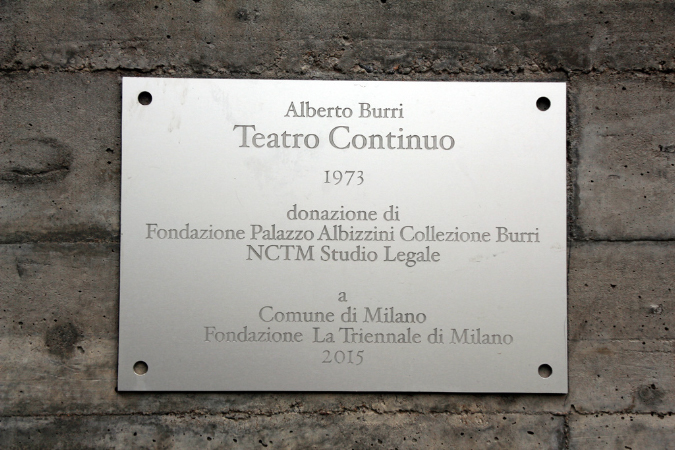 Alberto Burri
Teatro Continuo
1973
donazione di
Fondazione Palazzo Albizzini Collezione Burri
NCTM Studio Legale
a
Comune di Milano
Fondazione La Triennale di Milano
2015